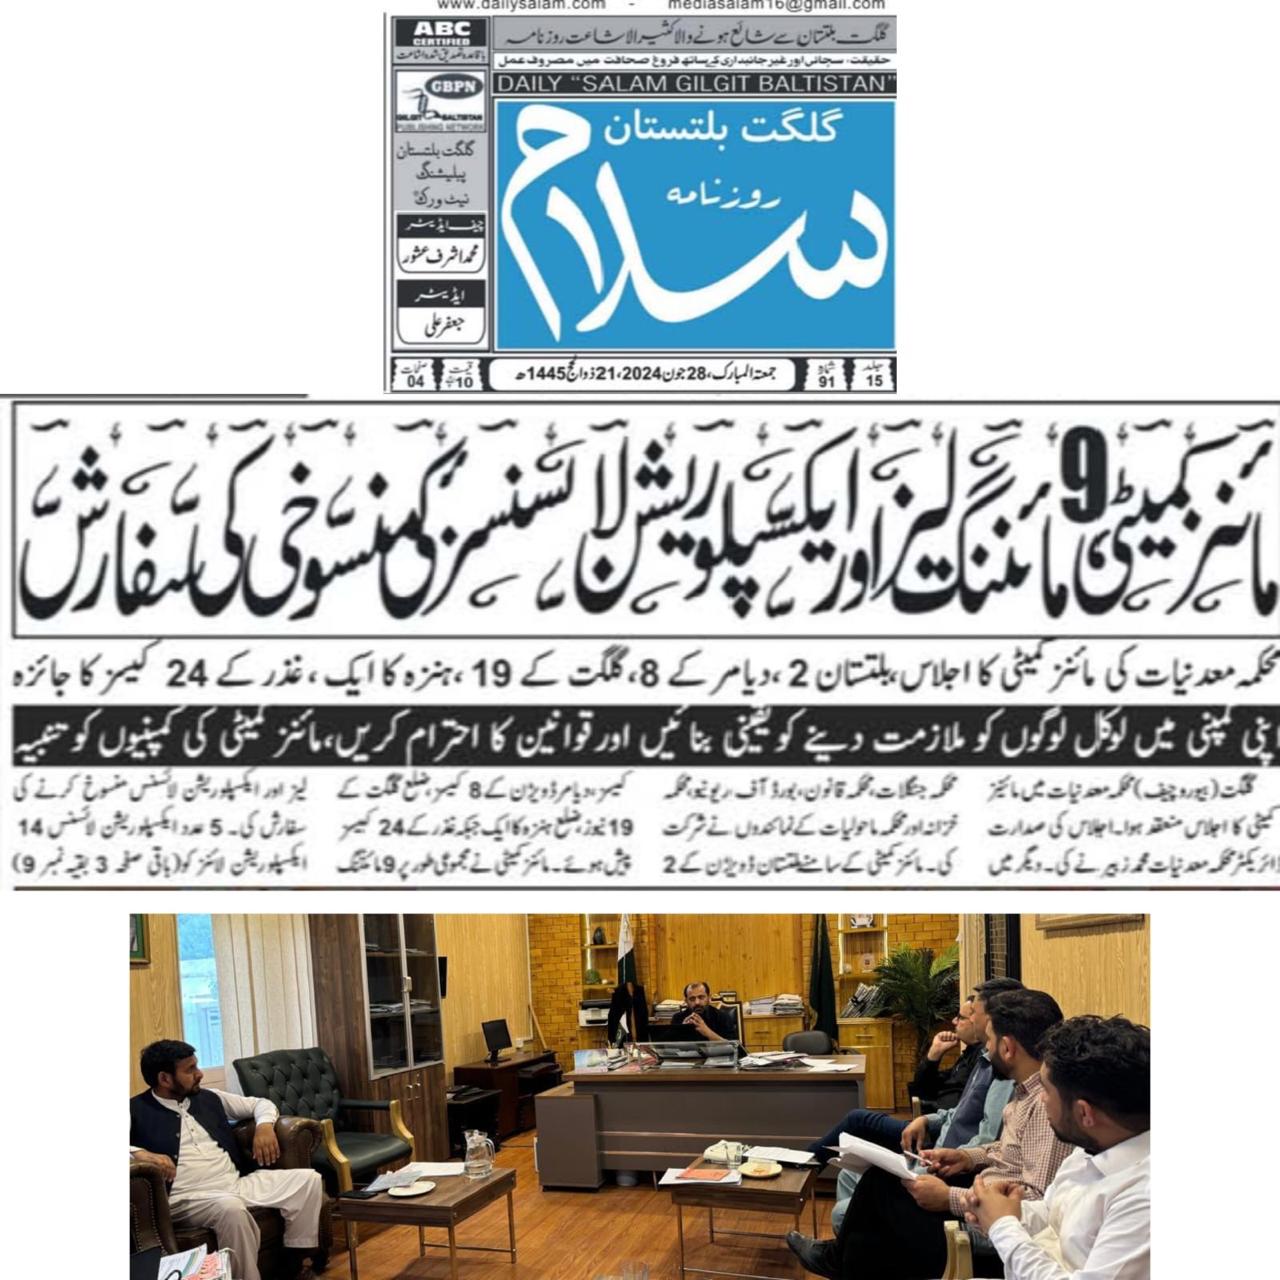 www.dailysalam.com - mediasalam16@gmail.com
ABC
CERTIFIED
باقاعدہ تصدیق شدہ اشاعت
گلگت بلتستان سے شائع ہونے والا کثیر الاشاعت روزنامہ
حقیقت، سچائی اور غیر جانبداری کے ساتھ فروغ صحافت میں مصروف عمل
DAILY "SALAM GILGIT BALTISTAN"
GBPN
GILGIT BALTISTAN
PUBLISHING NETWORK
گلگت بلتستان
پبلیشنگ
نیٹ ورک
چیف ایڈیٹر
محمد اشرف عشور
ایڈیٹر
جعفر علی
گلگت بلتستان
روزنامہ
سلام
جلد 15
شمارہ 91
جمعتہ المبارک، 28 جون 2024، 21 ذوالحج 1445ھ
قیمت 10
صفحات 04
مائنز کمیٹی، 9 مائننگ لیز اور ایکسپلوریشن لائسنسز کی منسوخی کی سفارش
محکمہ معدنیات کی مائنز کمیٹی کا اجلاس، بلتستان 2، دیامر کے 8، گلگت کے 19، ہنزہ کا ایک، غذر کے 24 کیسز کا جائزہ
اپنی کمپنی میں لوکل لوگوں کو ملازمت دینے کو یقینی بنائیں اور قوانین کا احترام کریں، مائنز کمیٹی کی کمپنیوں کو تنبیہ
گلگت (بیورو چیف) محکمہ معدنیات میں مائینز
کمیٹی کا اجلاس منعقد ہوا۔ اجلاس کی صدارت
ڈائریکٹر محکمہ معدنیات محمد زبیر نے کی۔ دیگر میں
محکمہ جنگلات، محکمہ قانون، بورڈ آف ریونیو، محکمہ
خزانہ اور محکمہ ماحولیات کے نمائندوں نے شرکت
کی۔ مائنز کمیٹی کے سامنے بلتستان ڈویژن کے 2
کیسز، دیامر ڈویژن کے 8 کیسز، ضلع گلگت کے
19 نیوز، ضلع ہنزہ کا ایک جبکہ غذر کے 24 کیسز
پیش ہوئے۔ مائنز کمیٹی نے مجموعی طور پر 9 مائننگ
لیز اور ایکسپلوریشن لائسنس منسوخ کرنے کی
سفارش کی۔ 5 عدد ایکسپلوریشن لائسنس 14
ایکسپلوریشن لائنز کو (باقی صفحہ 3 بقیہ نمبر 9)